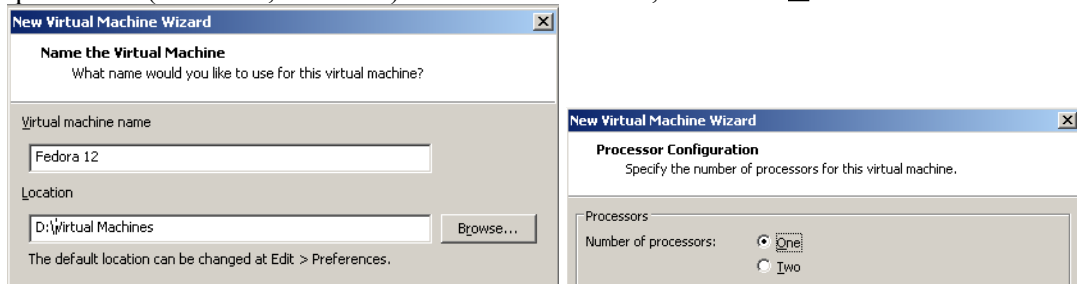 New Virtual Machine Wizard
Name the Virtual Machine
What name would you like to use for this virtual machine?
Virtual machine name
Fedora 12
Location
D:\Virtual Machines
Browse...
The default location can be changed at Edit > Preferences.
New Virtual Machine Wizard
Processor Configuration
Specify the number of processors for this virtual machine.
Processors
Number of processors:
One
Two